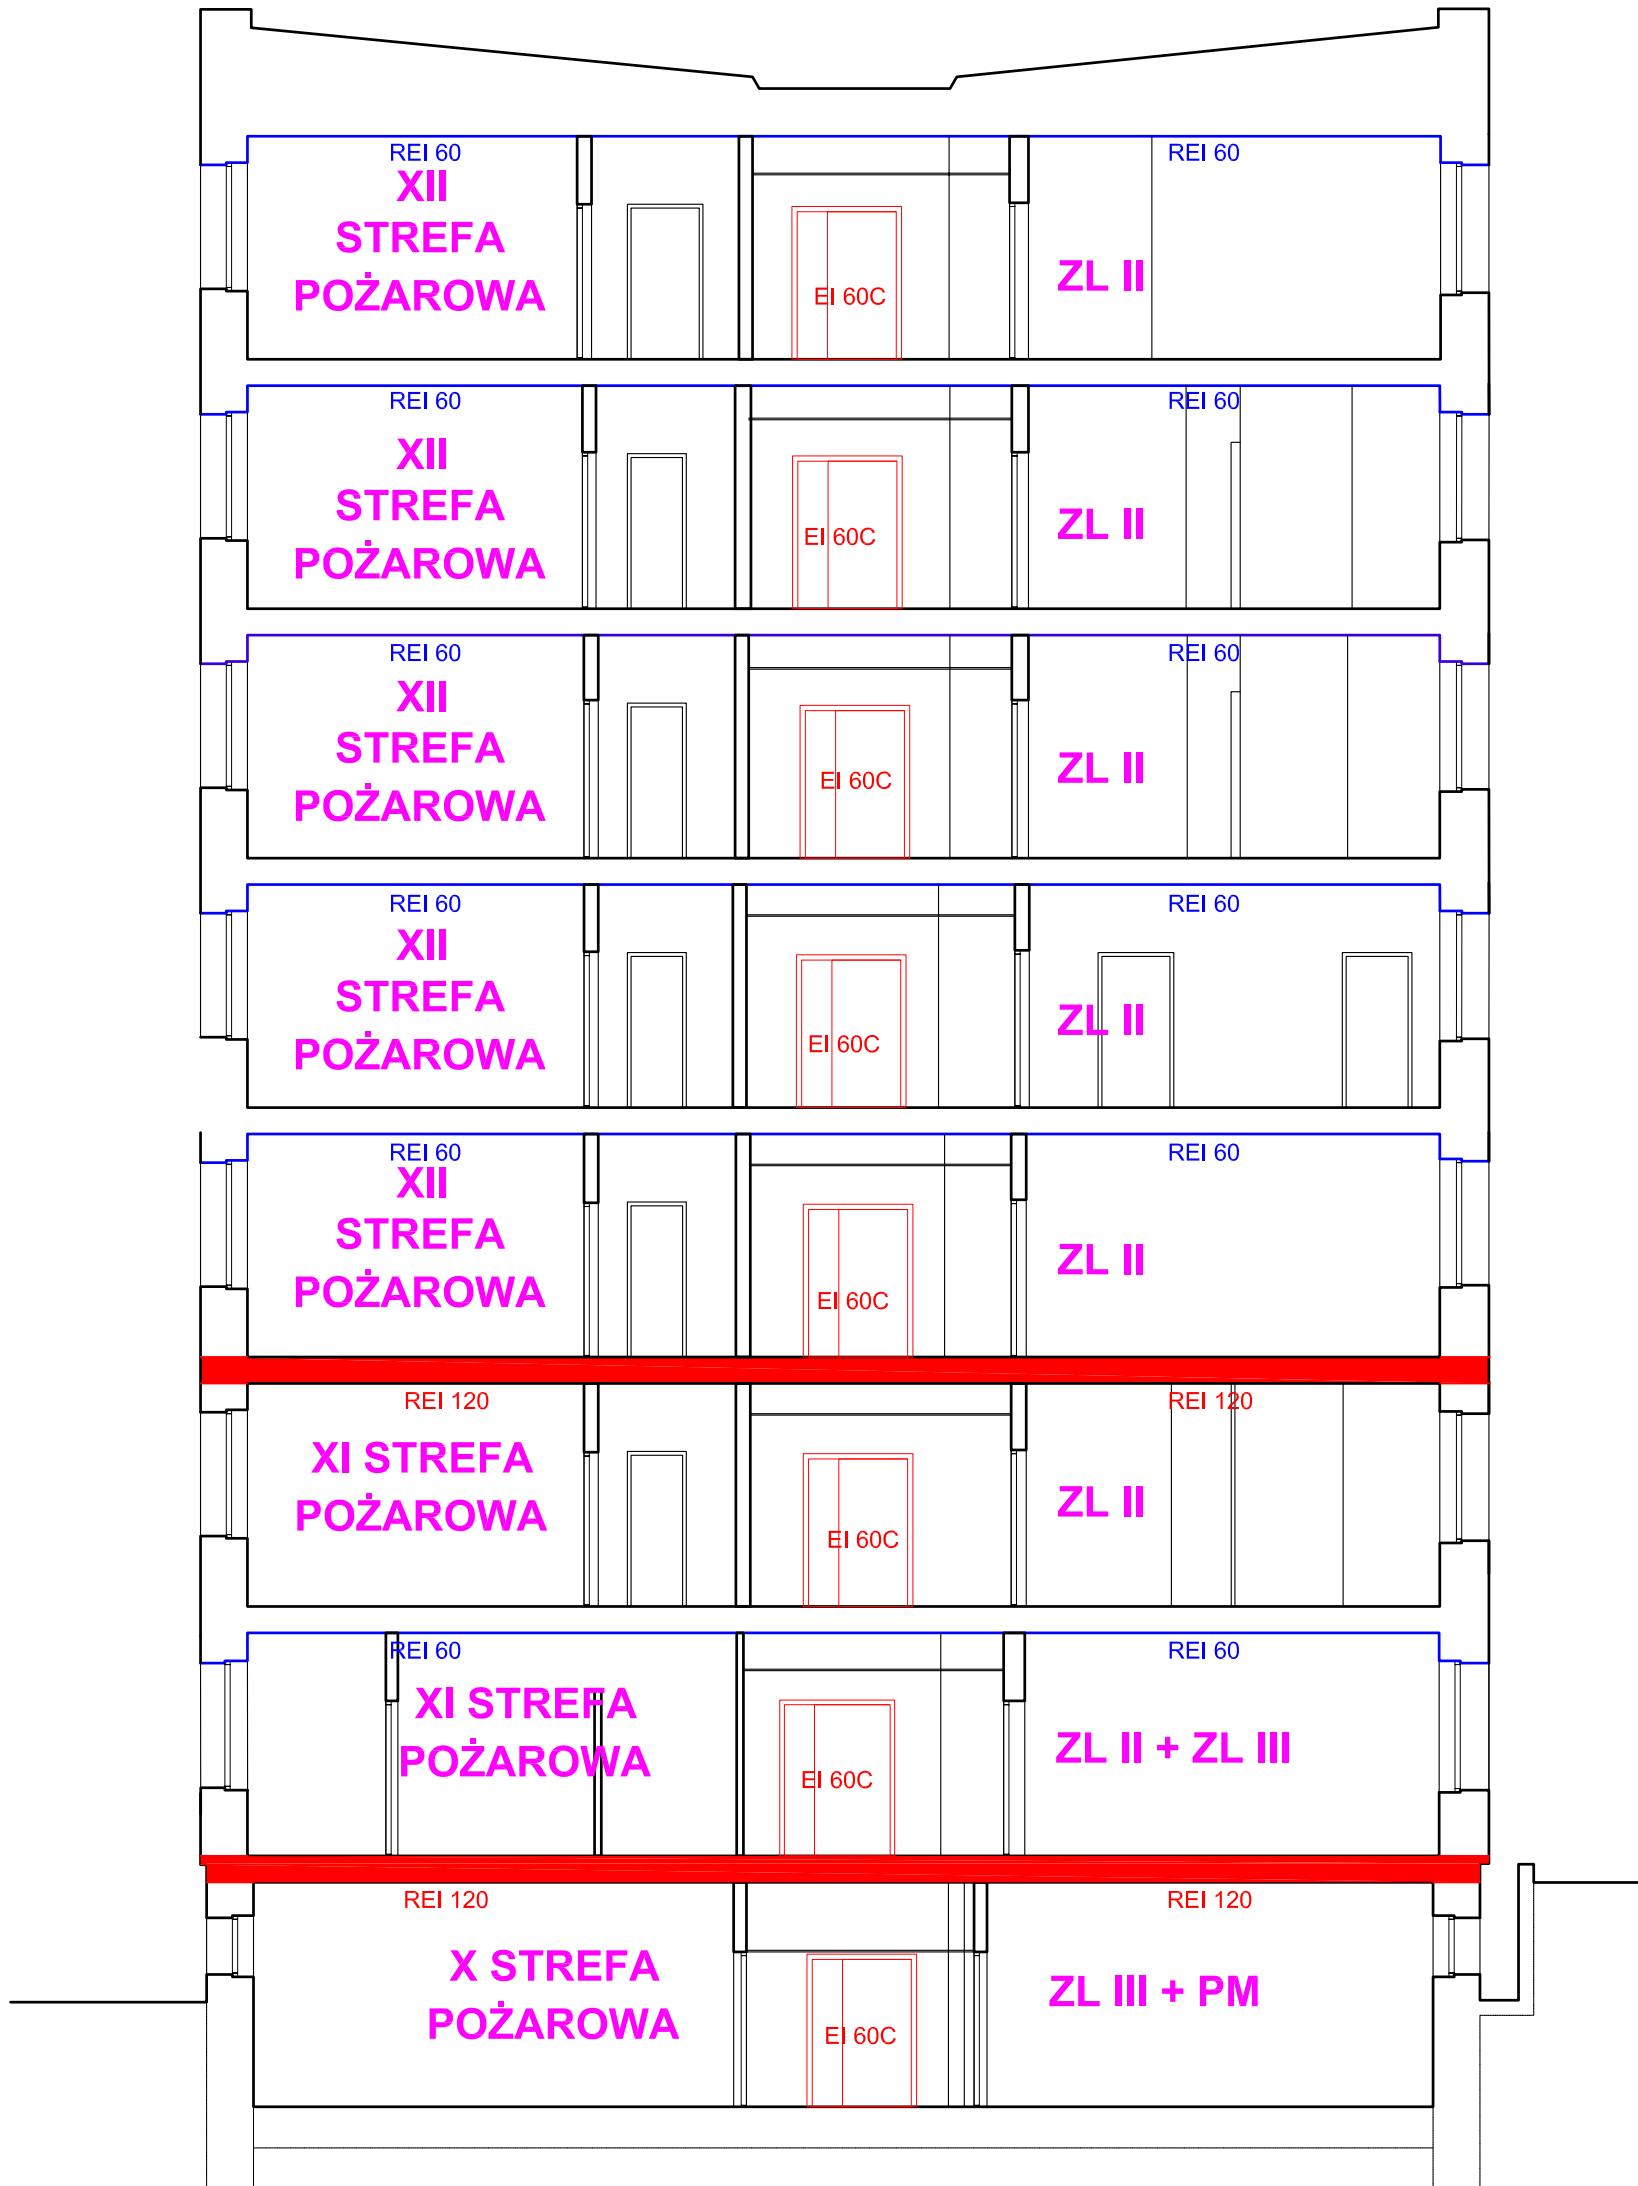 REI 60
REI 60
XII
STREFA
POŻAROWA
EI 60C
ZL II
REI 60
REI 60
XII
STREFA
POŻAROWA
EI 60C
ZL II
REI 60
REI 60
XII
STREFA
POŻAROWA
EI 60C
ZL II
REI 60
REI 60
XII
STREFA
POŻAROWA
EI 60C
ZL II
REI 60
REI 60
XII
STREFA
POŻAROWA
EI 60C
ZL II
REI 120
REI 120
XI STREFA
POŻAROWA
EI 60C
ZL II
REI 60
REI 60
XI STREFA
POŻAROWA
EI 60C
ZL II + ZL III
REI 120
REI 120
X STREFA
POŻAROWA
EI 60C
ZL III + PM